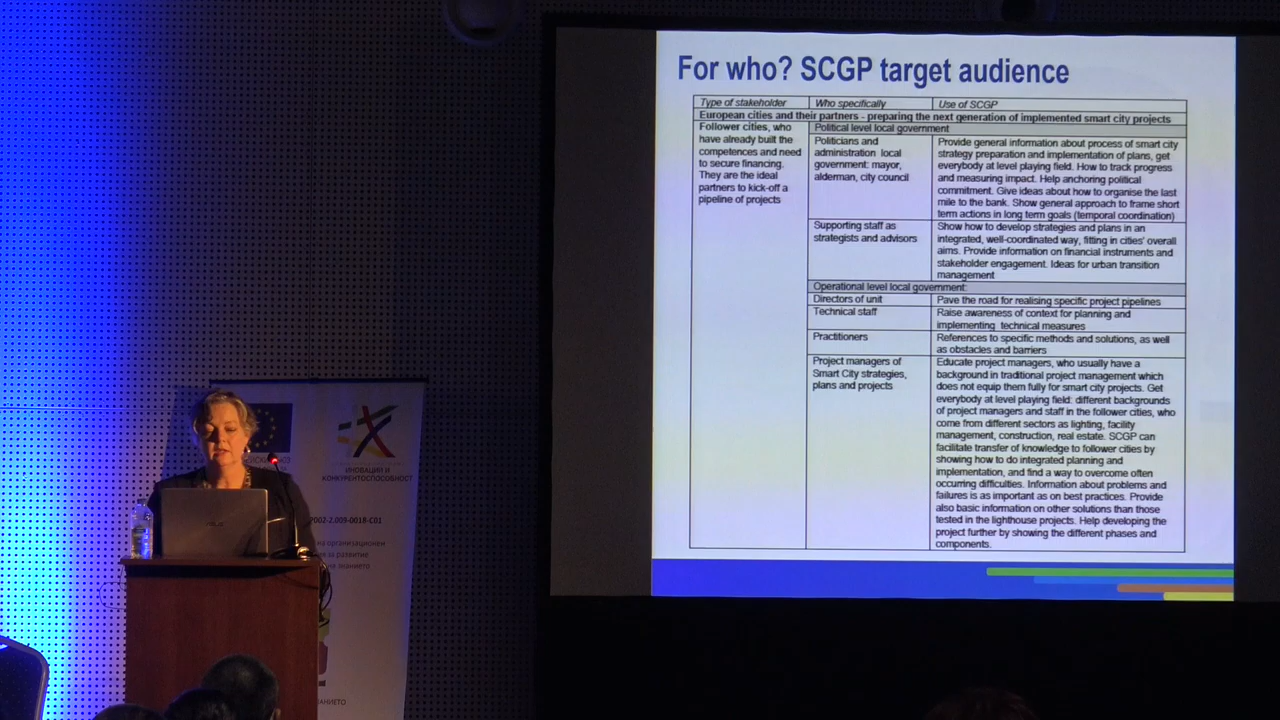 For who? SCGP target audience
Type of stakeholder
Who specifically
Use of SCGP
European cities and their partners - preparing the next generation of implemented smart city projects
Follower cities, who
have already built the
competences and need
to secure financing.
They are the ideal
partners to kick-off a
pipeline of projects
Political level local government
Politicians and
administration local
government: mayor,
alderman, city council
Provide general information about process of smart city
strategy preparation and implementation of plans, get
everybody at level playing field. How to track progress
and measuring impact. Help anchoring political
commitment. Give ideas about how to organise the last
mile to the bank. Show general approach to frame short
term actions in long term goals (temporal coordination)
Supporting staff as
strategists and advisors
Show how to develop strategies and plans in an
integrated, well-coordinated way, fitting in cities' overall
aims. Provide information on financial instruments and
stakeholder engagement. Ideas for urban transition
management
Operational level local government:
Directors of unit
Pave the road for realising specific project pipelines
Technical staff
Raise awareness of context for planning and
implementing technical measures
Practitioners
References to specific methods and solutions, as well
as obstacles and barriers
Project managers of
Smart City strategies,
plans and projects
Educate project managers, who usually have a
background in traditional project management which
does not equip them fully for smart city projects. Get
everybody at level playing field: different backgrounds
of project managers and staff in the follower cities, who
come from different sectors as lighting, facility
management, construction, real estate. SCGP can
facilitate transfer of knowledge to follower cities by
showing how to do integrated planning and
implementation, and find a way to overcome often
occurring difficulties. Information about problems and
failures is as important as on best practices. Provide
also basic information on other solutions than those
tested in the lighthouse projects. Help developing the
project further by showing the different phases and
components.
ИНОВАЦИИ И
КОНКУРЕНТОСПОСОБНОСТ
2002-2.009-0018-C01
на организационен
за развитие
на знанието
ASUS